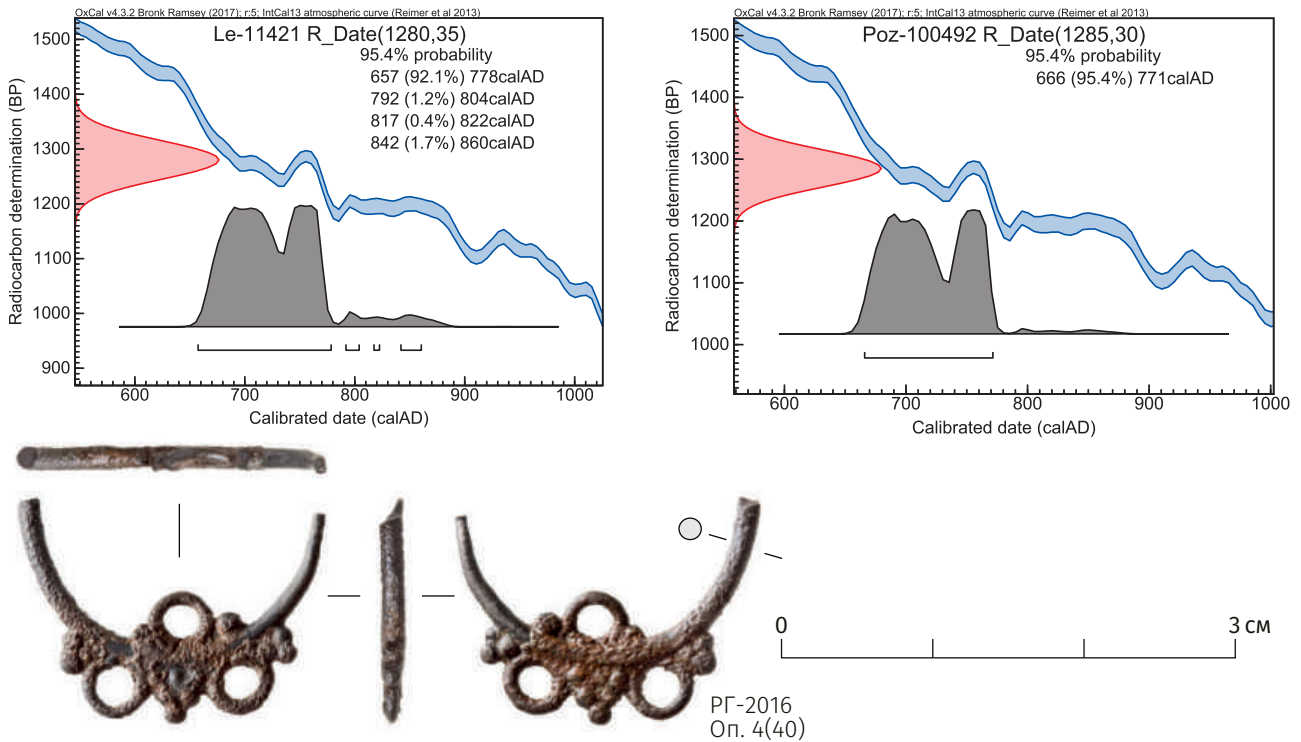 OxCal v4.3.2 Bronk Ramsey (2017); r:5; IntCal13 atmospheric curve (Reimer et al 2013)
Le-11421 R_Date(1280,35)
95.4% probability
657 (92.1%) 778calAD
792 (1.2%) 804calAD
817 (0.4%) 822calAD
842 (1.7%) 860calAD
Radiocarbon determination (BP)
1500
1400
1300
1200
1100
1000
900
600
700
800
900
1000
Calibrated date (calAD)
OxCal v4.3.2 Bronk Ramsey (2017); r:5; IntCal13 atmospheric curve (Reimer et al 2013)
Poz-100492 R_Date(1285,30)
95.4% probability
666 (95.4%) 771calAD
Radiocarbon determination (BP)
1500
1400
1300
1200
1100
1000
600
700
800
900
1000
Calibrated date (calAD)
0
3 см
РГ-2016
Оп. 4(40)